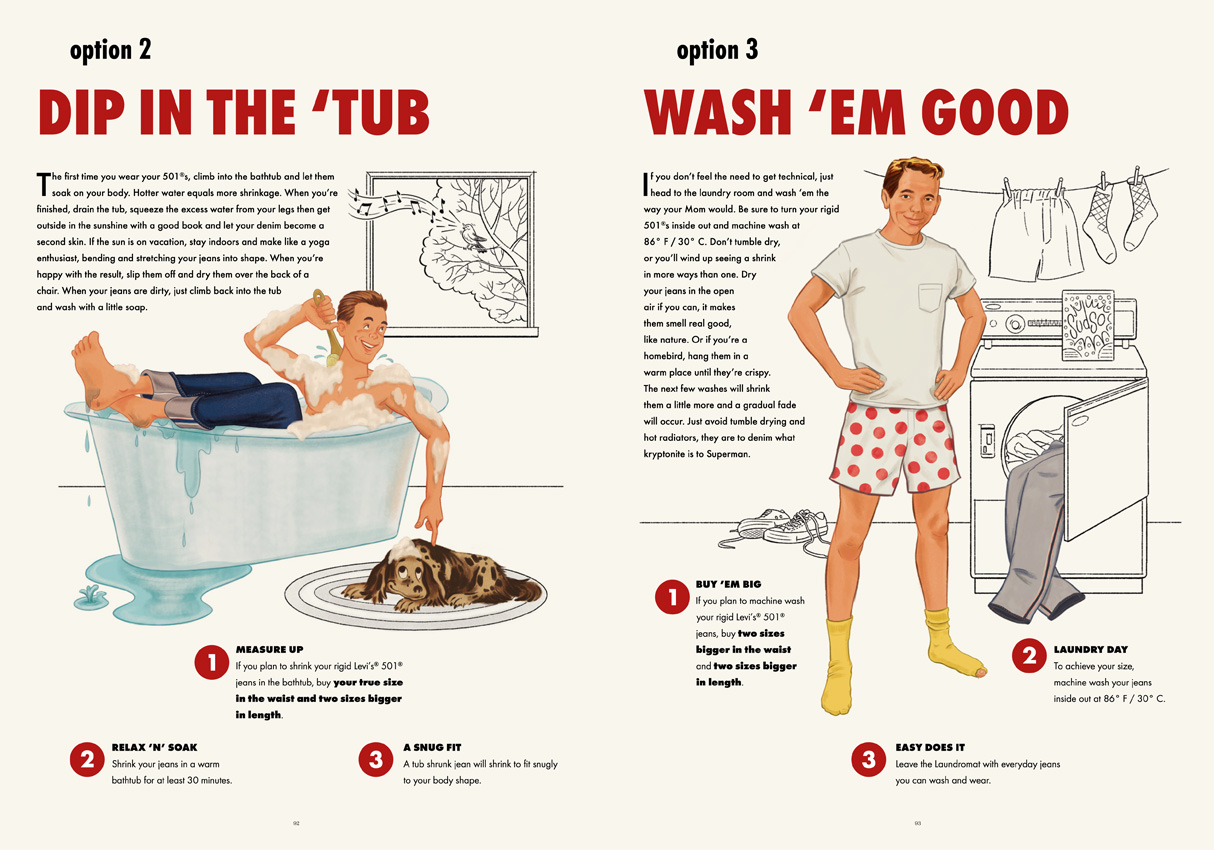 option 2
DIP IN THE ‘TUB
The first time you wear your 501®s, climb into the bathtub and let them
soak on your body. Hotter water equals more shrinkage. When you’re
finished, drain the tub, squeeze the excess water from your legs then get
outside in the sunshine with a good book and let your denim become a
second skin. If the sun is on vacation, stay indoors and make like a yoga
enthusiast, bending and stretching your jeans into shape. When you’re
happy with the result, slip them off and dry them over the back of a
chair. When your jeans are dirty, just climb back into the tub
and wash with a little soap.
1
MEASURE UP
If you plan to shrink your rigid Levi’s® 501®
jeans in the bathtub, buy your true size
in the waist and two sizes bigger
in length.
2
RELAX ’N’ SOAK
Shrink your jeans in a warm
bathtub for at least 30 minutes.
3
A SNUG FIT
A tub shrunk jean will shrink to fit snugly
to your body shape.
02
option 3
WASH ‘EM GOOD
If you don’t feel the need to get technical, just
head to the laundry room and wash ‘em the
way your Mom would. Be sure to turn your rigid
501®s inside out and machine wash at
86° F / 30° C. Don’t tumble dry,
or you’ll wind up seeing a shrink
in more ways than one. Dry
your jeans in the open
air if you can, it makes
them smell real good,
like nature. Or if you’re a
homebird, hang them in a
warm place until they’re crispy.
The next few washes will shrink
them a little more and a gradual fade
will occur. Just avoid tumble drying and
hot radiators, they are to denim what
kryptonite is to Superman.
1
BUY ‘EM BIG
If you plan to machine wash
your rigid Levi’s® 501®
jeans, buy two sizes
bigger in the waist
and two sizes bigger
in length.
2
LAUNDRY DAY
To achieve your size,
machine wash your jeans
inside out at 86° F / 30° C.
3
EASY DOES IT
Leave the Laundromat with everyday jeans
you can wash and wear.
03